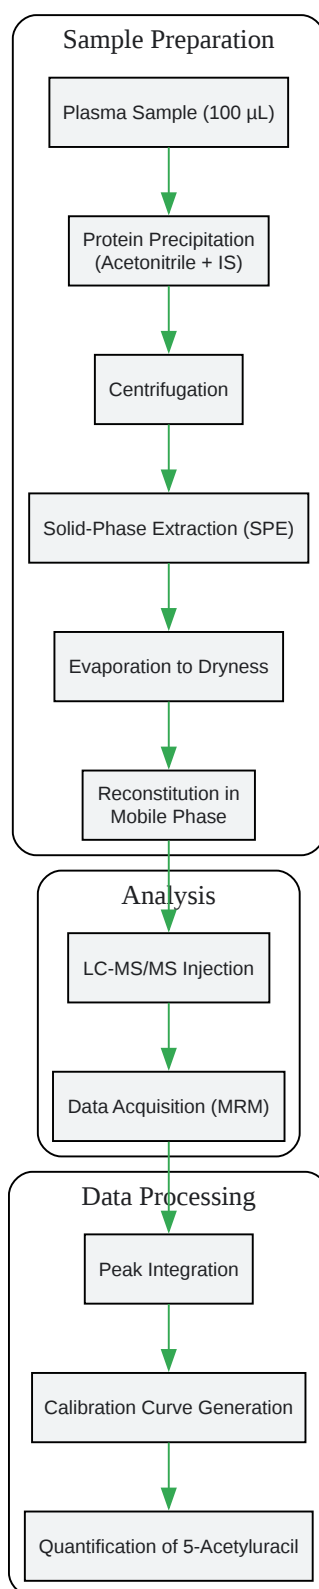 Sample Preparation
Plasma Sample (100 µL)
Protein Precipitation
(Acetonitrile + IS)
Centrifugation
Solid-Phase Extraction (SPE)
Evaporation to Dryness
Reconstitution in
Mobile Phase
Analysis
LC-MS/MS Injection
Data Acquisition (MRM)
Data Processing
Peak Integration
Calibration Curve Generation
Quantification of 5-Acetyluracil